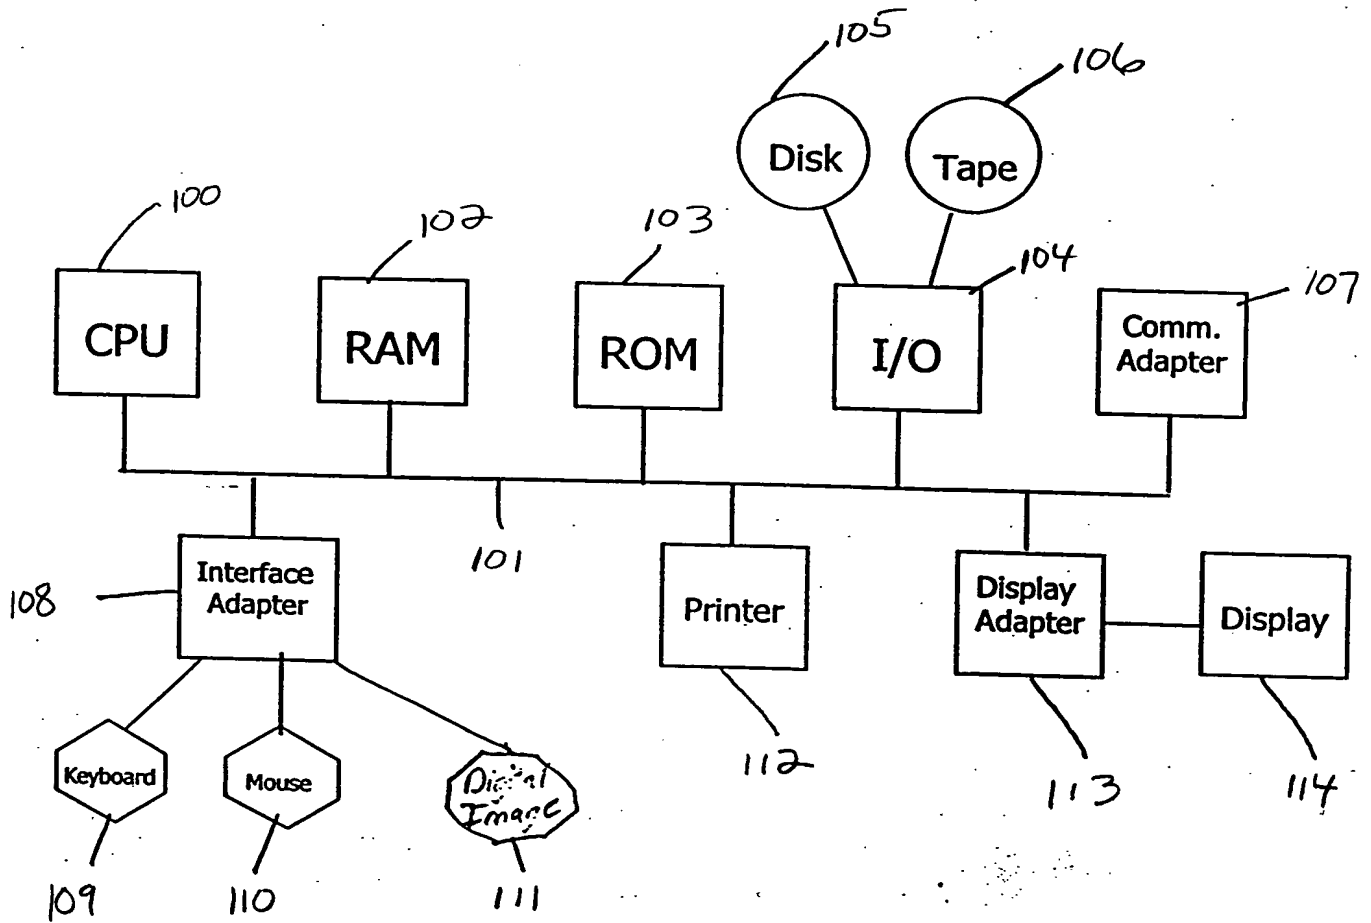 105
106
Disk
Tape
100
102
103
104
107
CPU
RAM
ROM
I/O
Comm.
Adapter
101
108
Interface
Adapter
Printer
Display
Adapter
Display
Keyboard
Mouse
Digital
Image
112
113
114
109
110
111